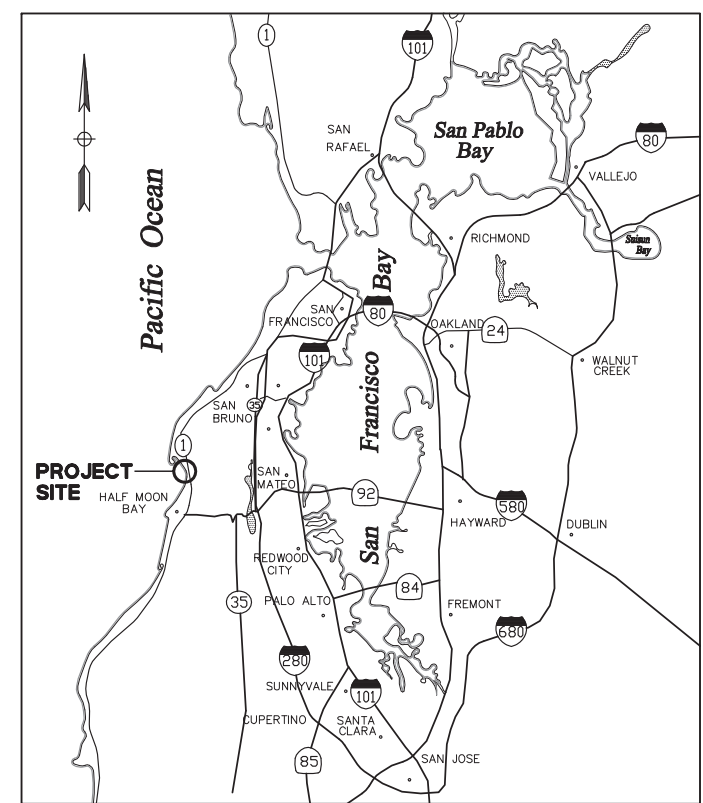 1
101
SAN
RAFAEL
San Pablo
Bay
80
VALLEJO
Pacific Ocean
RICHMOND
Suisun
Bay
San Francisco Bay
SAN
FRANCISCO
80
OAKLAND
24
101
WALNUT
CREEK
35
SAN
BRUNO
1
PROJECT
SITE
SAN
MATEO
HALF MOON
BAY
92
HAYWARD
580
DUBLIN
REDWOOD
CITY
84
35
PALO ALTO
FREMONT
680
280
SUNNYVALE
101
CUPERTINO
SANTA
CLARA
85
SAN JOSE